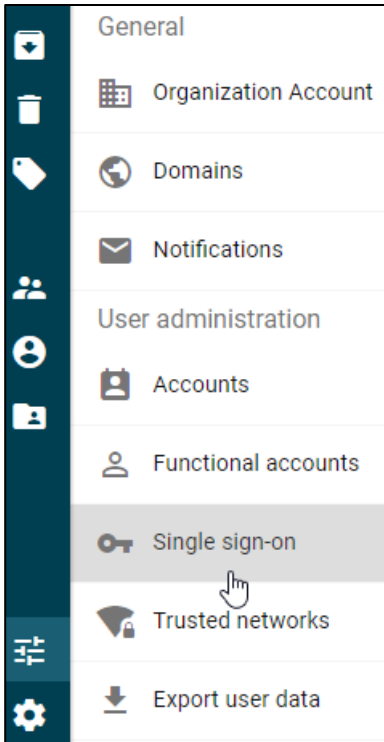 General
Organization Account
Domains
Notifications
User administration
Accounts
Functional accounts
Single sign-on
Trusted networks
Export user data